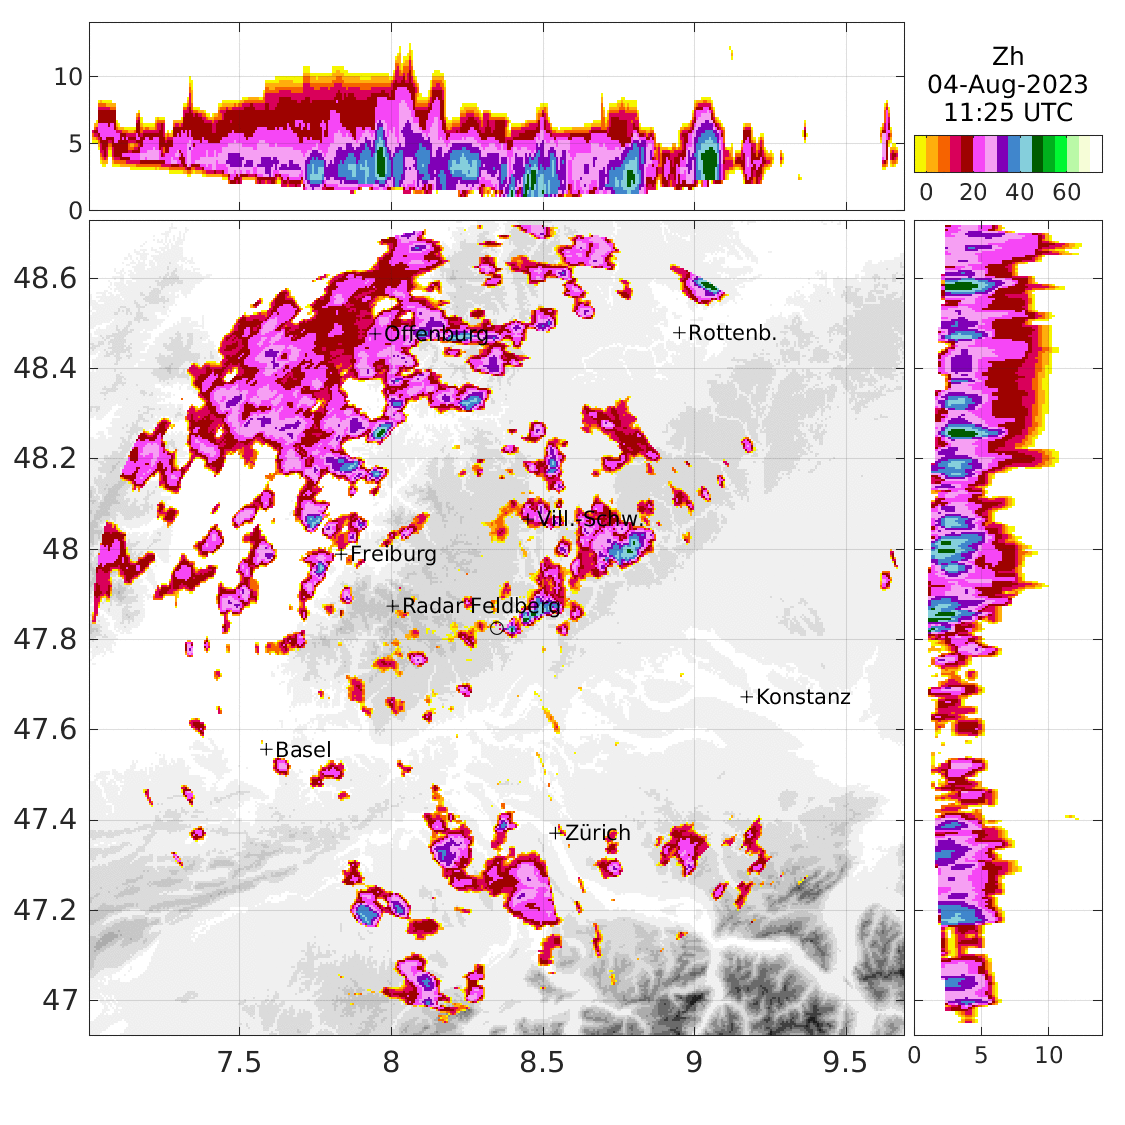 10
5
0
Zh
04-Aug-2023
11:25 UTC
0 20 40 60
48.6
48.4
48.2
48
47.8
47.6
47.4
47.2
47
Offenburg
Rottenb.
Vill.-Schw.
Freiburg
Radar Feldberg
Konstanz
Basel
Zürich
7.5 8 8.5 9 9.5
0 5 10